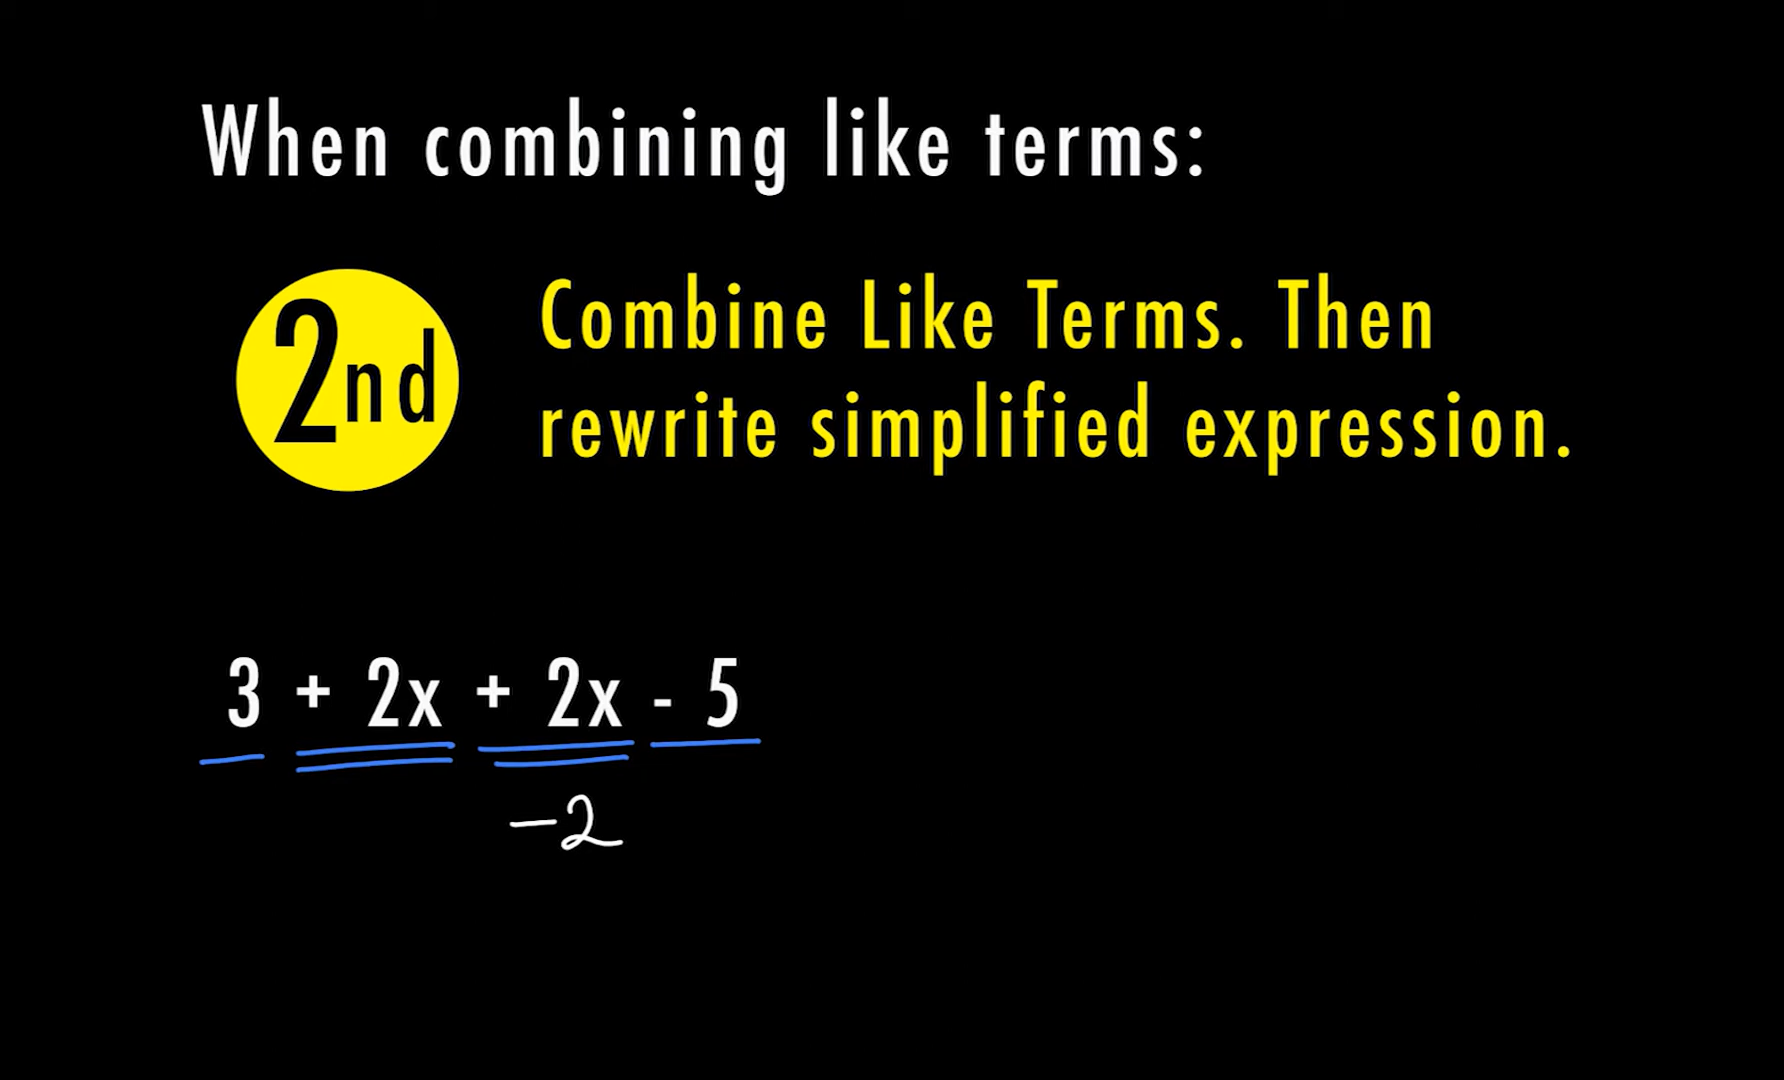 When combining like terms:
2nd
Combine Like Terms. Then
rewrite simplified expression.
3 + 2x + 2x - 5
-2